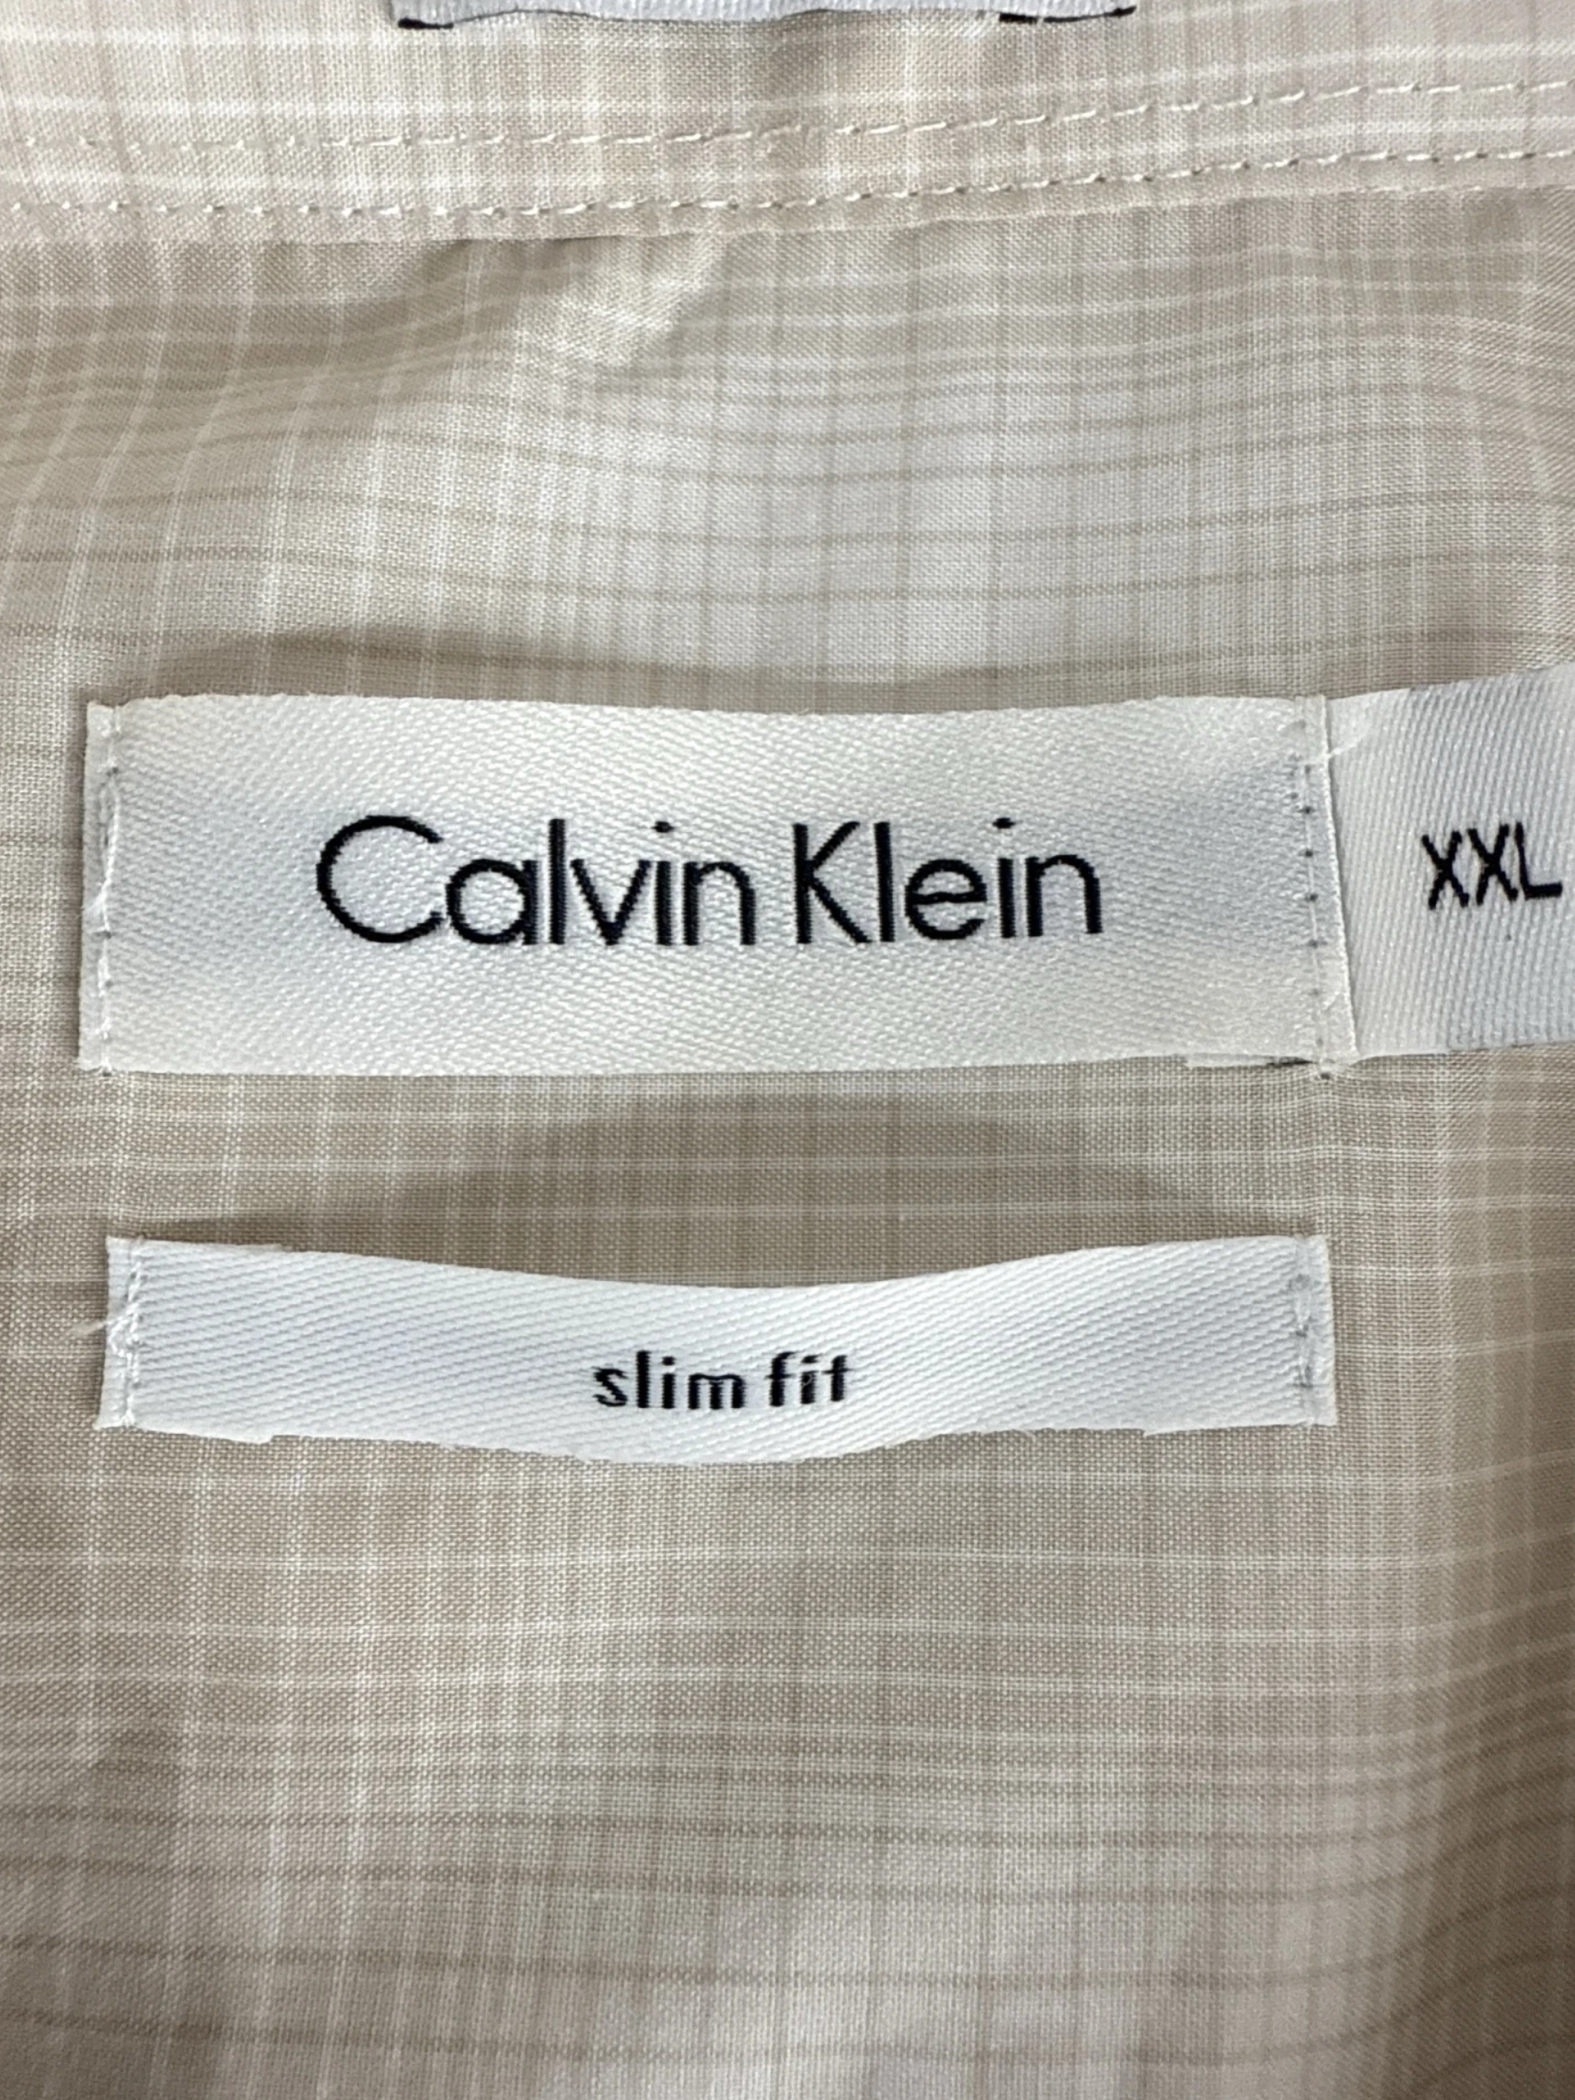 Calvin Klein
XXL
slim fit